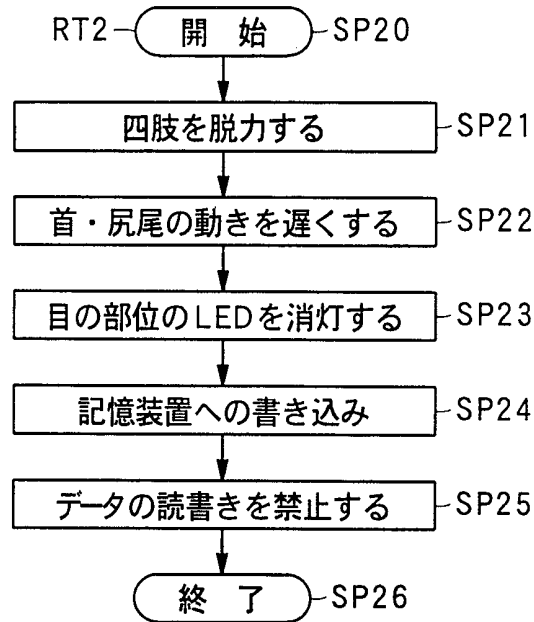 RT2 開 始 SP20
四肢を脱力する SP21
首・尻尾の動きを遅くする SP22
目の部位のLEDを消灯する SP23
記憶装置への書き込み SP24
データの読書きを禁止する SP25
終 了 SP26